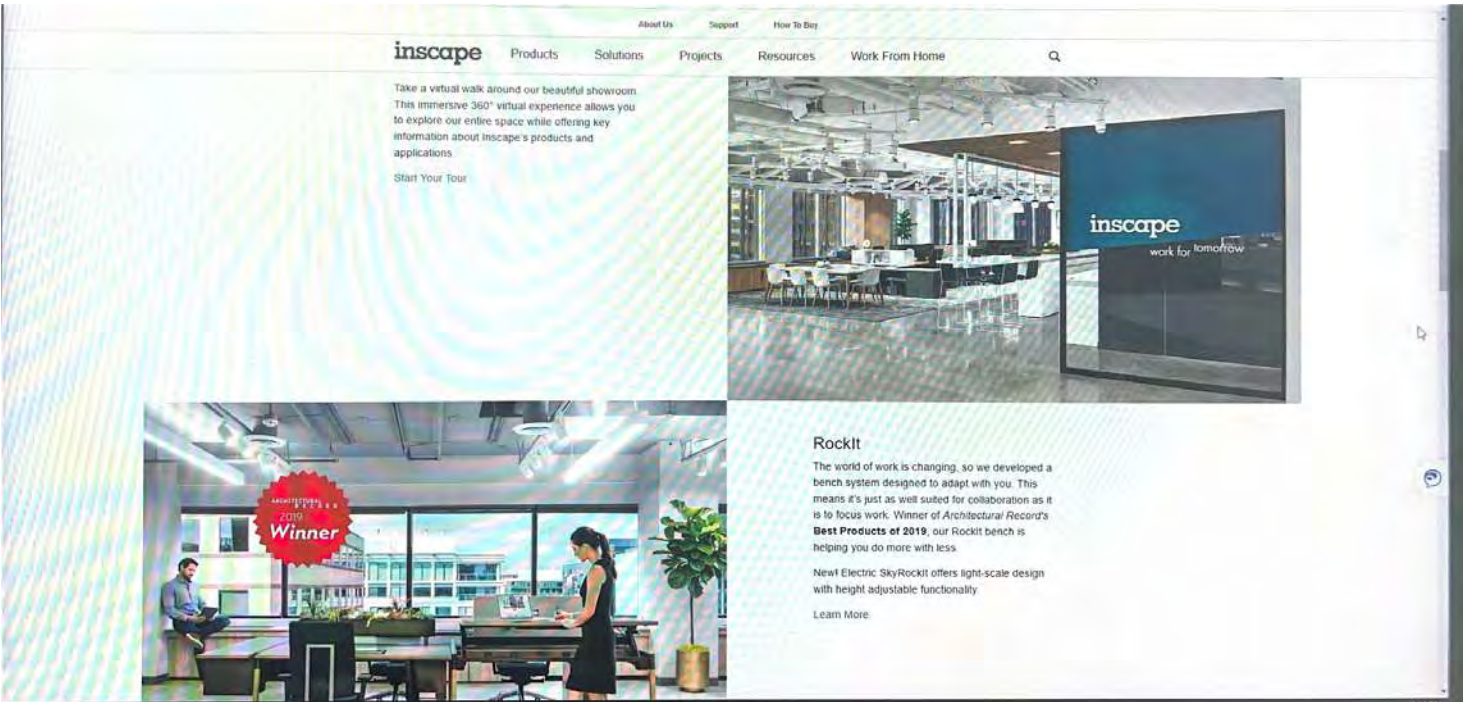 About Us Support How To Buy
inscape Products Solutions Projects Resources Work From Home
Take a virtual walk around our beautiful showroom.
This immersive 360° virtual experience allows you
to explore our entire space while offering key
information about Inscape's products and
applications.
Start Your Tour
inscape
work for tomorrow
ARCHITECTURAL
RECORD
2019
Winner
RockIt
The world of work is changing, so we developed a
bench system designed to adapt with you. This
means it's just as well suited for collaboration as it
is to focus work. Winner of Architectural Record's
Best Products of 2019, our RockIt bench is
helping you do more with less.
New! Electric SkyRockIt offers light-scale design
with height adjustable functionality.
Learn More